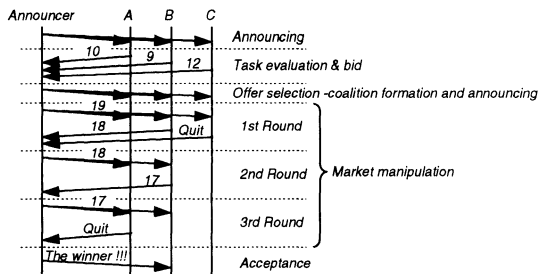 Announcer A B C
Announcing
10 9 12 Task evaluation & bid
Offer selection -coalition formation and announcing
19
18 Quit 1st Round
18 2nd Round Market manipulation
17
17 3rd Round
Quit
The winner !!! Acceptance